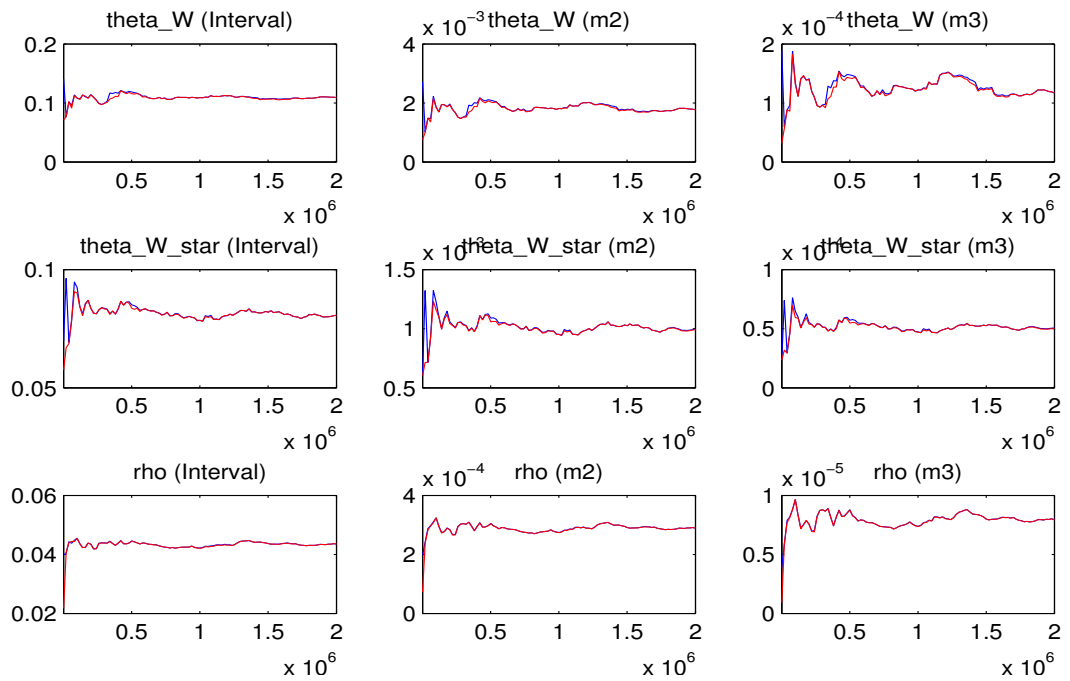 theta_W (Interval)
x 10^-3 theta_W (m2)
x 10^-4 theta_W (m3)
0.2
0.1
0
4
2
0
2
1
0
0.5 1 1.5 2
0.5 1 1.5 2
0.5 1 1.5 2
x 10^6
x 10^6
x 10^6
theta_W_star (Interval)
x 10^-3 theta_W_star (m2)
x 10^-4 theta_W_star (m3)
0.1
0.05
1.5
1
0.5
1
0.5
0
0.5 1 1.5 2
0.5 1 1.5 2
0.5 1 1.5 2
x 10^6
x 10^6
x 10^6
rho (Interval)
x 10^-4 rho (m2)
x 10^-5 rho (m3)
0.06
0.04
0.02
4
2
0
1
0.5
0
0.5 1 1.5 2
0.5 1 1.5 2
0.5 1 1.5 2
x 10^6
x 10^6
x 10^6